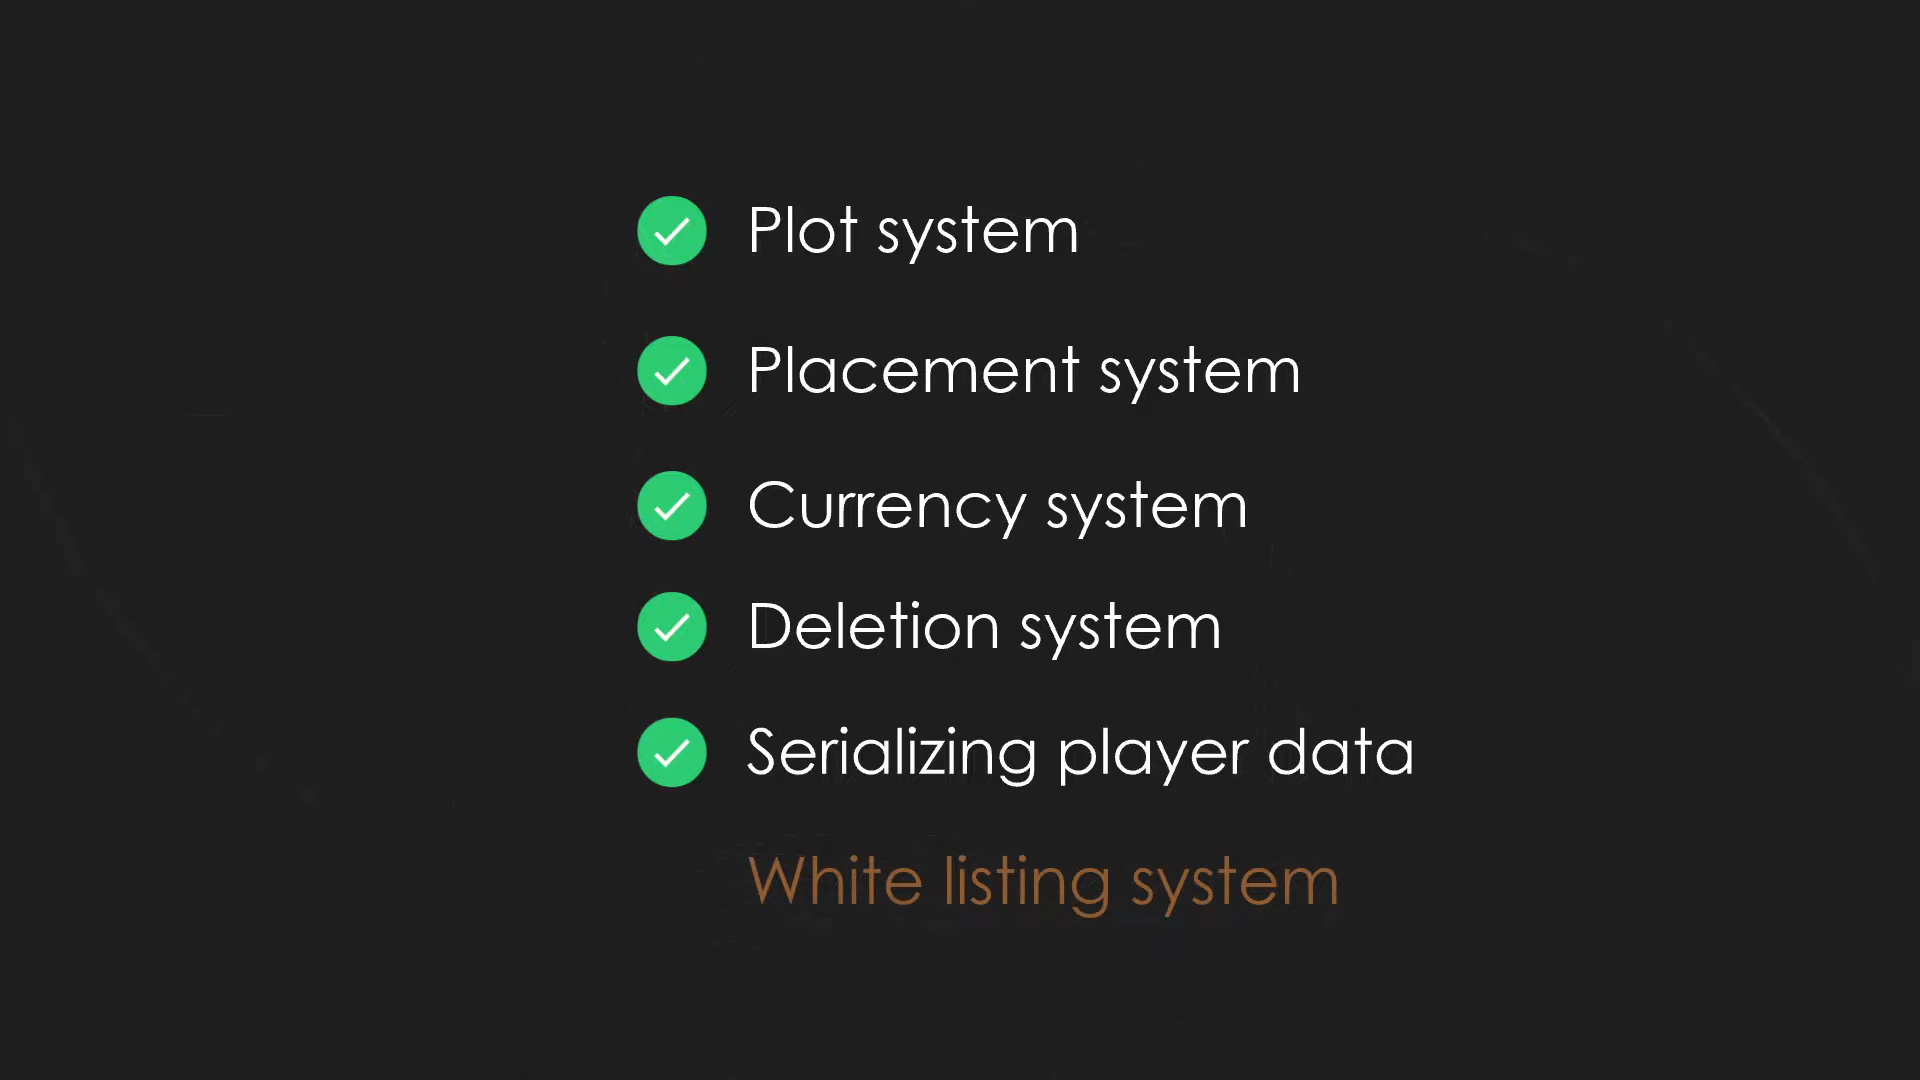 Plot system
Placement system
Currency system
Deletion system
Serializing player data
White listing system